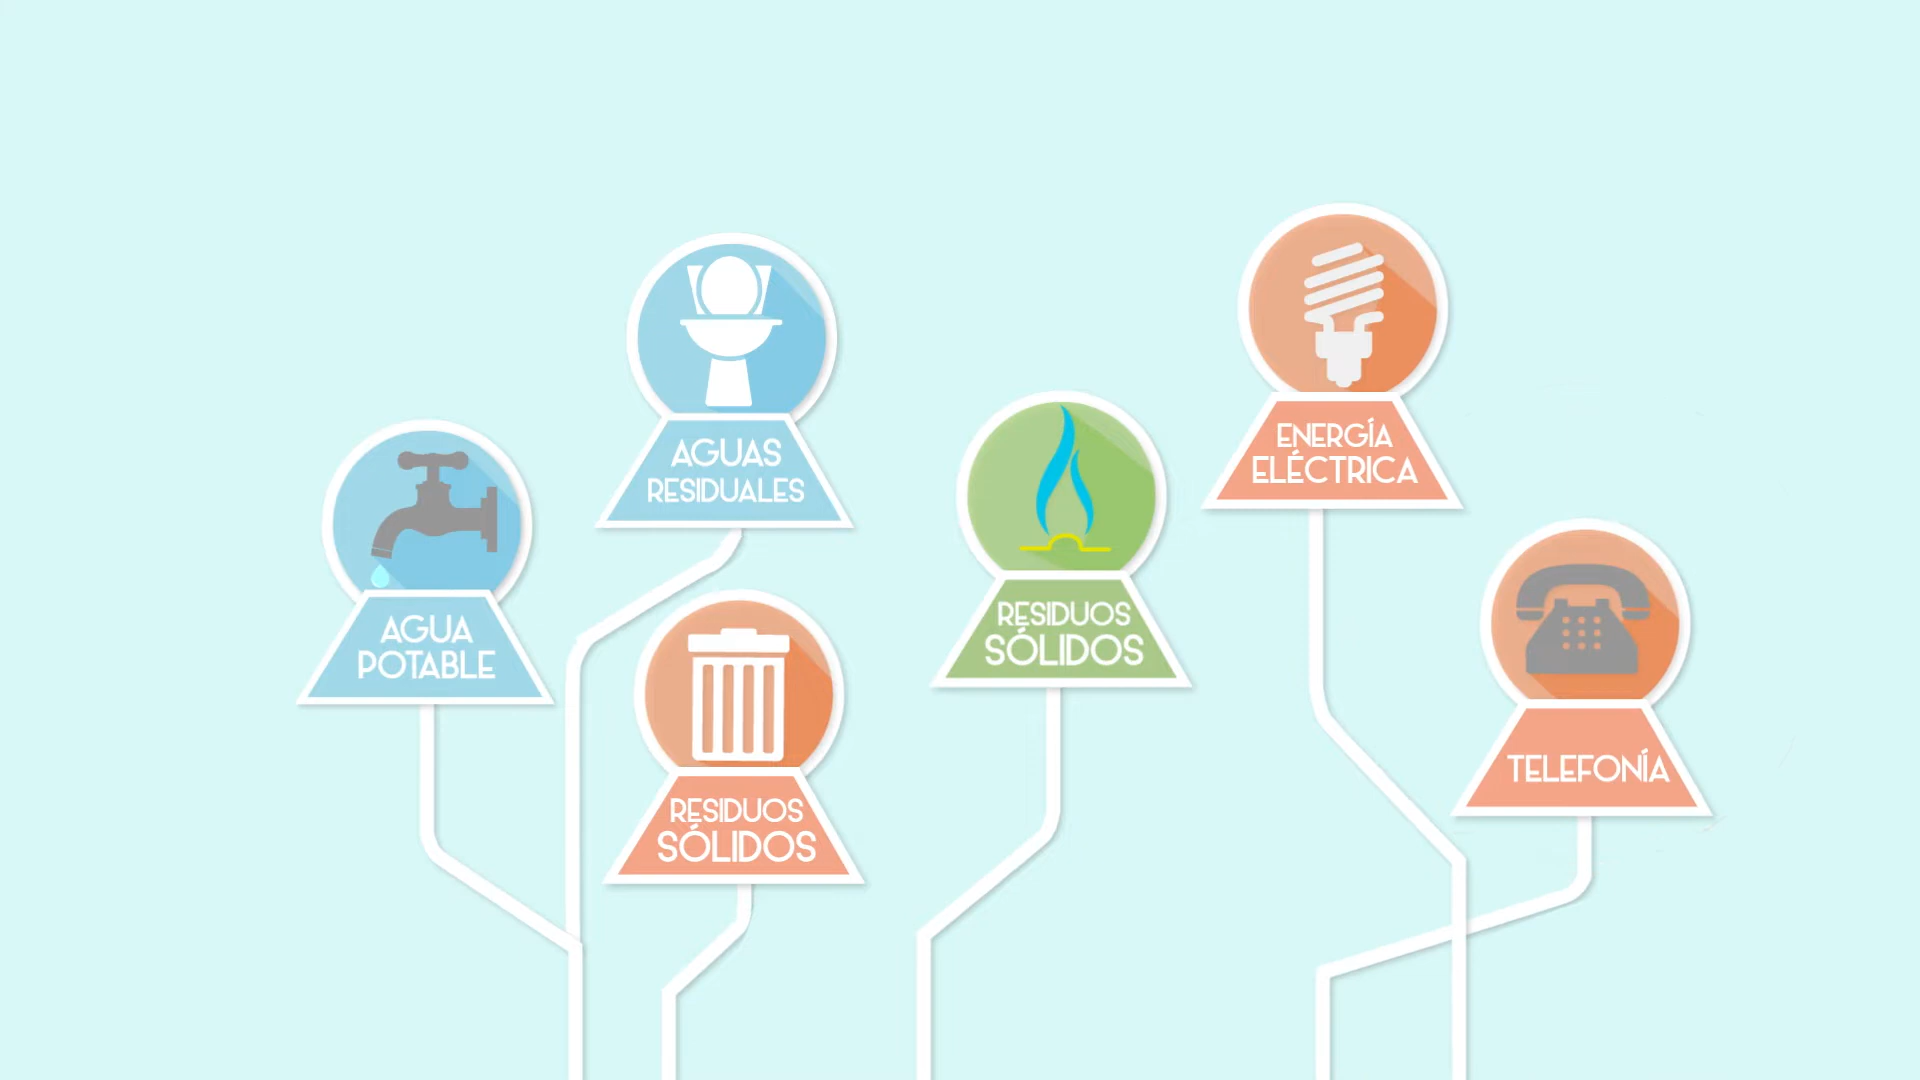 AGUA
POTABLE
AGUAS
RESIDUALES
RESIDUOS
SÓLIDOS
RESIDUOS
SÓLIDOS
ENERGÍA
ELÉCTRICA
TELEFONÍA